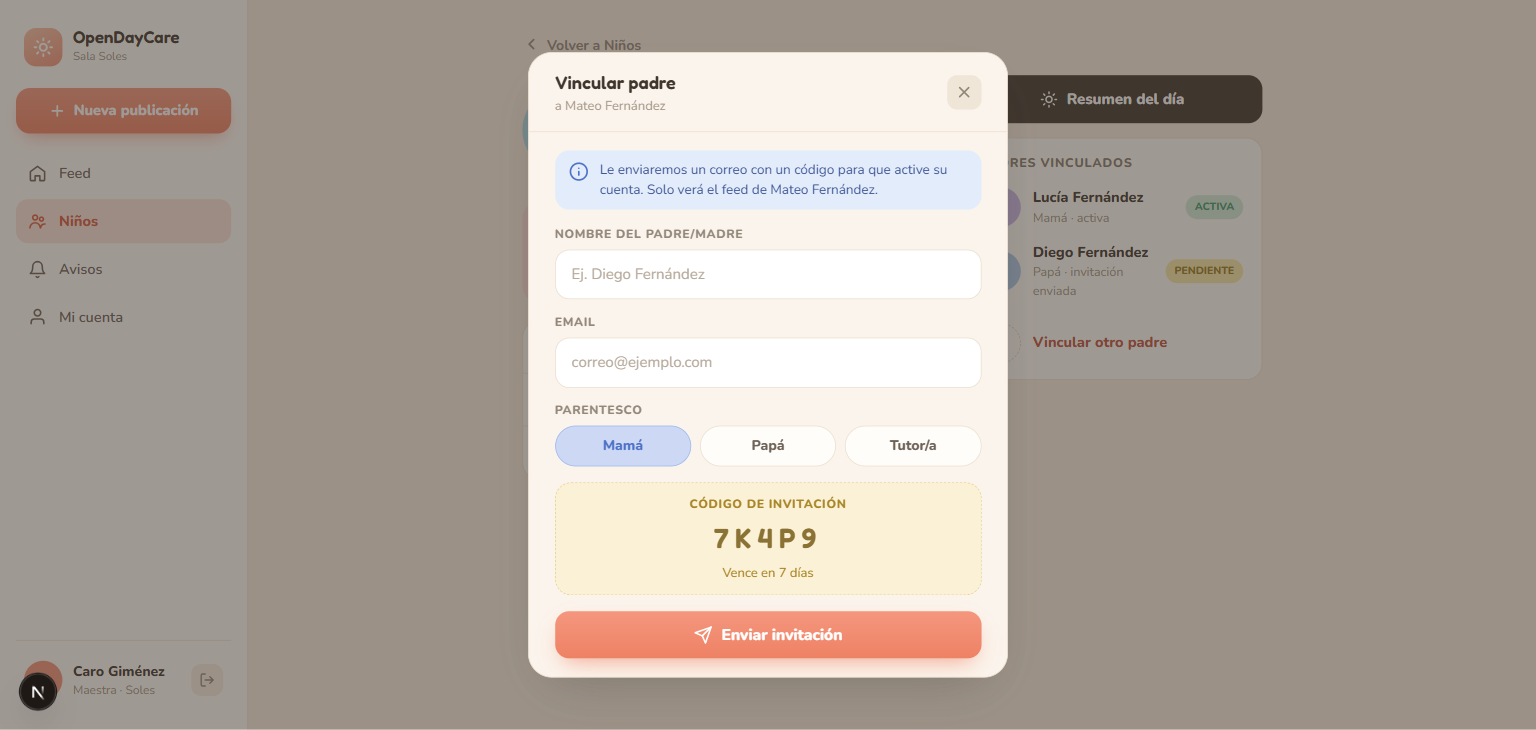 OpenDayCare
Sala Soles
Nueva publicación
Feed
Niños
Avisos
Mi cuenta
Caro Giménez
Maestra · Soles
N
Volver a Niños
Vincular padre
a Mateo Fernández
Le enviaremos un correo con un código para que active su
cuenta. Solo verá el feed de Mateo Fernández.
NOMBRE DEL PADRE/MADRE
Ej. Diego Fernández
EMAIL
correo@ejemplo.com
PARENTESCO
Mamá
Papá
Tutor/a
CÓDIGO DE INVITACIÓN
7K4P9
Vence en 7 días
Enviar invitación
Resumen del día
RES VINCULADOS
Lucía Fernández
Mamá · activa
ACTIVA
Diego Fernández
Papá · invitación
enviada
PENDIENTE
Vincular otro padre